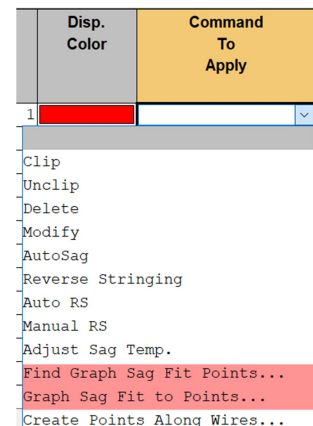 Disp.
Color
Command
To
Apply
1
Clip
Unclip
Delete
Modify
AutoSag
Reverse Stringing
Auto RS
Manual RS
Adjust Sag Temp.
Find Graph Sag Fit Points...
Graph Sag Fit to Points...
Create Points Along Wires...